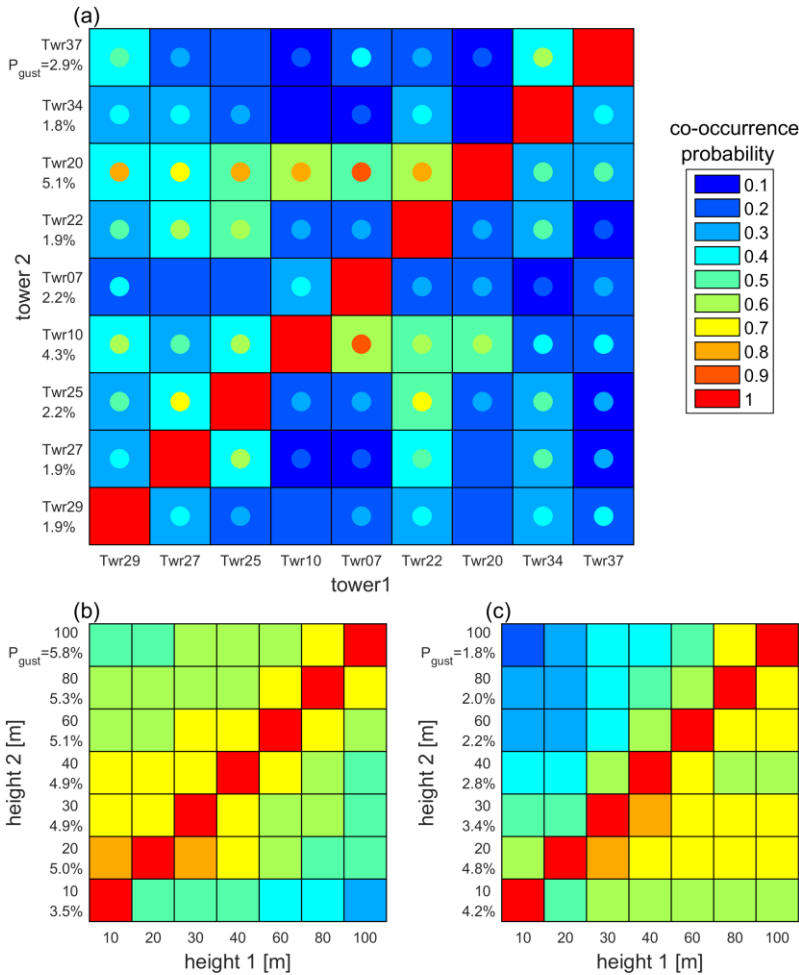 (a)
Twr37
P_gust=2.9%
Twr34
1.8%
Twr20
5.1%
Twr22
1.9%
Twr07
2.2%
Twr10
4.3%
Twr25
2.2%
Twr27
1.9%
Twr29
1.9%
tower 2
Twr29 Twr27 Twr25 Twr10 Twr07 Twr22 Twr20 Twr34 Twr37
tower1
co-occurrence
probability
0.1
0.2
0.3
0.4
0.5
0.6
0.7
0.8
0.9
1
(b)
100
P_gust=5.8%
80
5.3%
60
5.1%
40
4.9%
30
4.9%
20
5.0%
10
3.5%
height 2 [m]
10 20 30 40 60 80 100
height 1 [m]
(c)
100
P_gust=1.8%
80
2.0%
60
2.2%
40
2.8%
30
3.4%
20
4.8%
10
4.2%
height 2 [m]
10 20 30 40 60 80 100
height 1 [m]